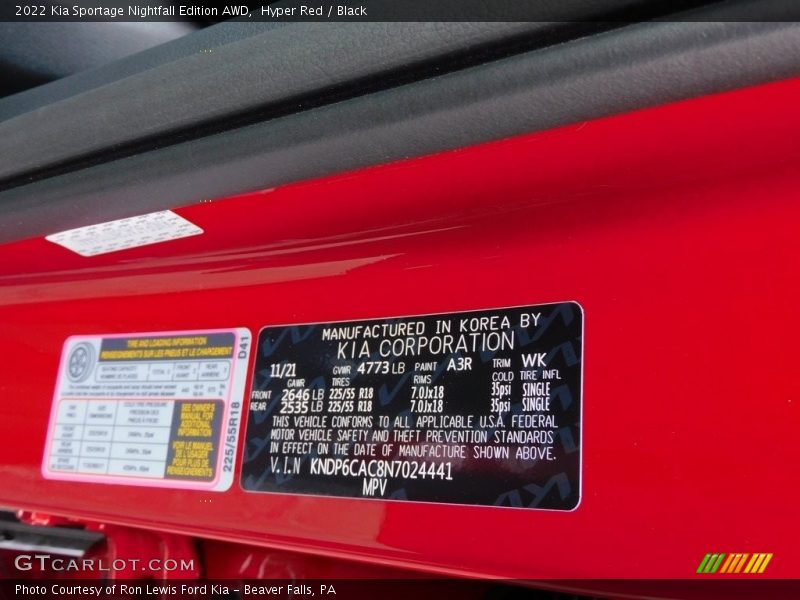 2022 Kia Sportage Nightfall Edition AWD, Hyper Red / Black
TIRE AND LOADING INFORMATION
RENSEIGNEMENTS SUR LES PNEUS ET LE CHARGEMENT
SEE OWNER'S MANUAL FOR ADDITIONAL INFORMATION
VOIR LE MANUEL DE L'USAGER POUR PLUS DE RENSEIGNEMENTS
D41
225/55R18
MANUFACTURED IN KOREA BY
KIA CORPORATION
11/21 GVWR 4773 LB PAINT A3R TRIM WK
GAWR TIRES RIMS COLD TIRE INFL
FRONT 2646 LB 225/55 R18 7.0Jx18 35psi SINGLE
REAR 2535 LB 225/55 R18 7.0Jx18 35psi SINGLE
THIS VEHICLE CONFORMS TO ALL APPLICABLE U.S.A. FEDERAL
MOTOR VEHICLE SAFETY AND THEFT PREVENTION STANDARDS
IN EFFECT ON THE DATE OF MANUFACTURE SHOWN ABOVE.
V.I.N KNDP6CAC8N7024441
MPV
GTCARLOT.COM
Photo Courtesy of Ron Lewis Ford Kia - Beaver Falls, PA